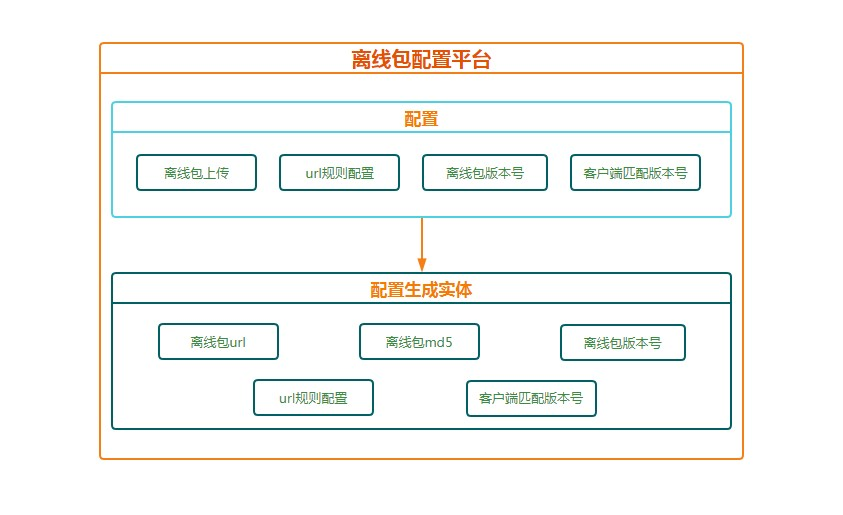 离线包配置平台
配置
离线包上传
url规则配置
离线包版本号
客户端匹配版本号
配置生成实体
离线包url
离线包md5
离线包版本号
url规则配置
客户端匹配版本号